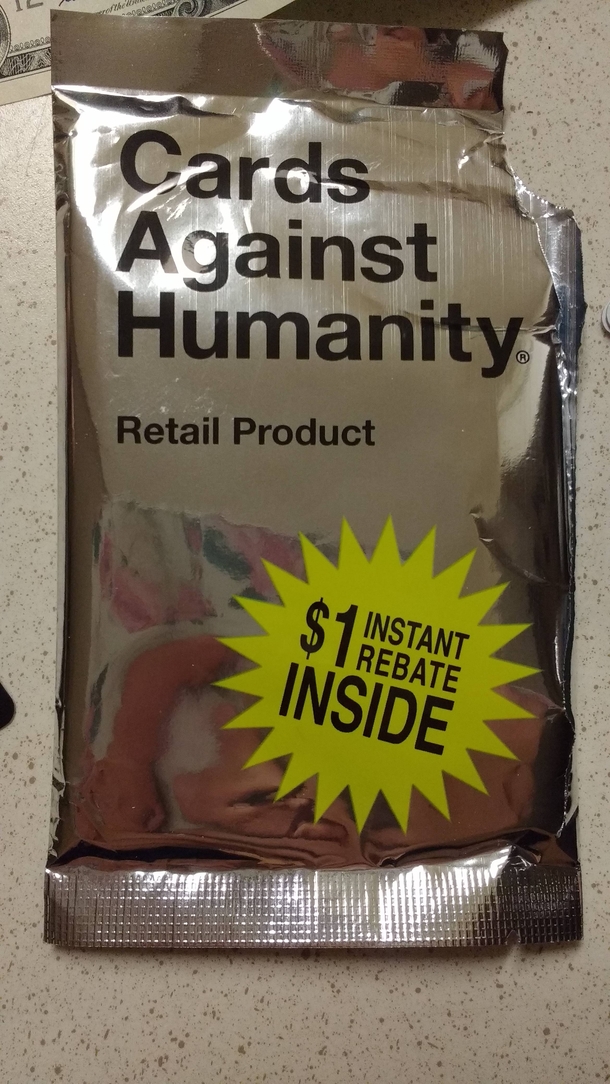 Cards
Against
Humanity®
Retail Product
$1 INSTANT
REBATE
INSIDE